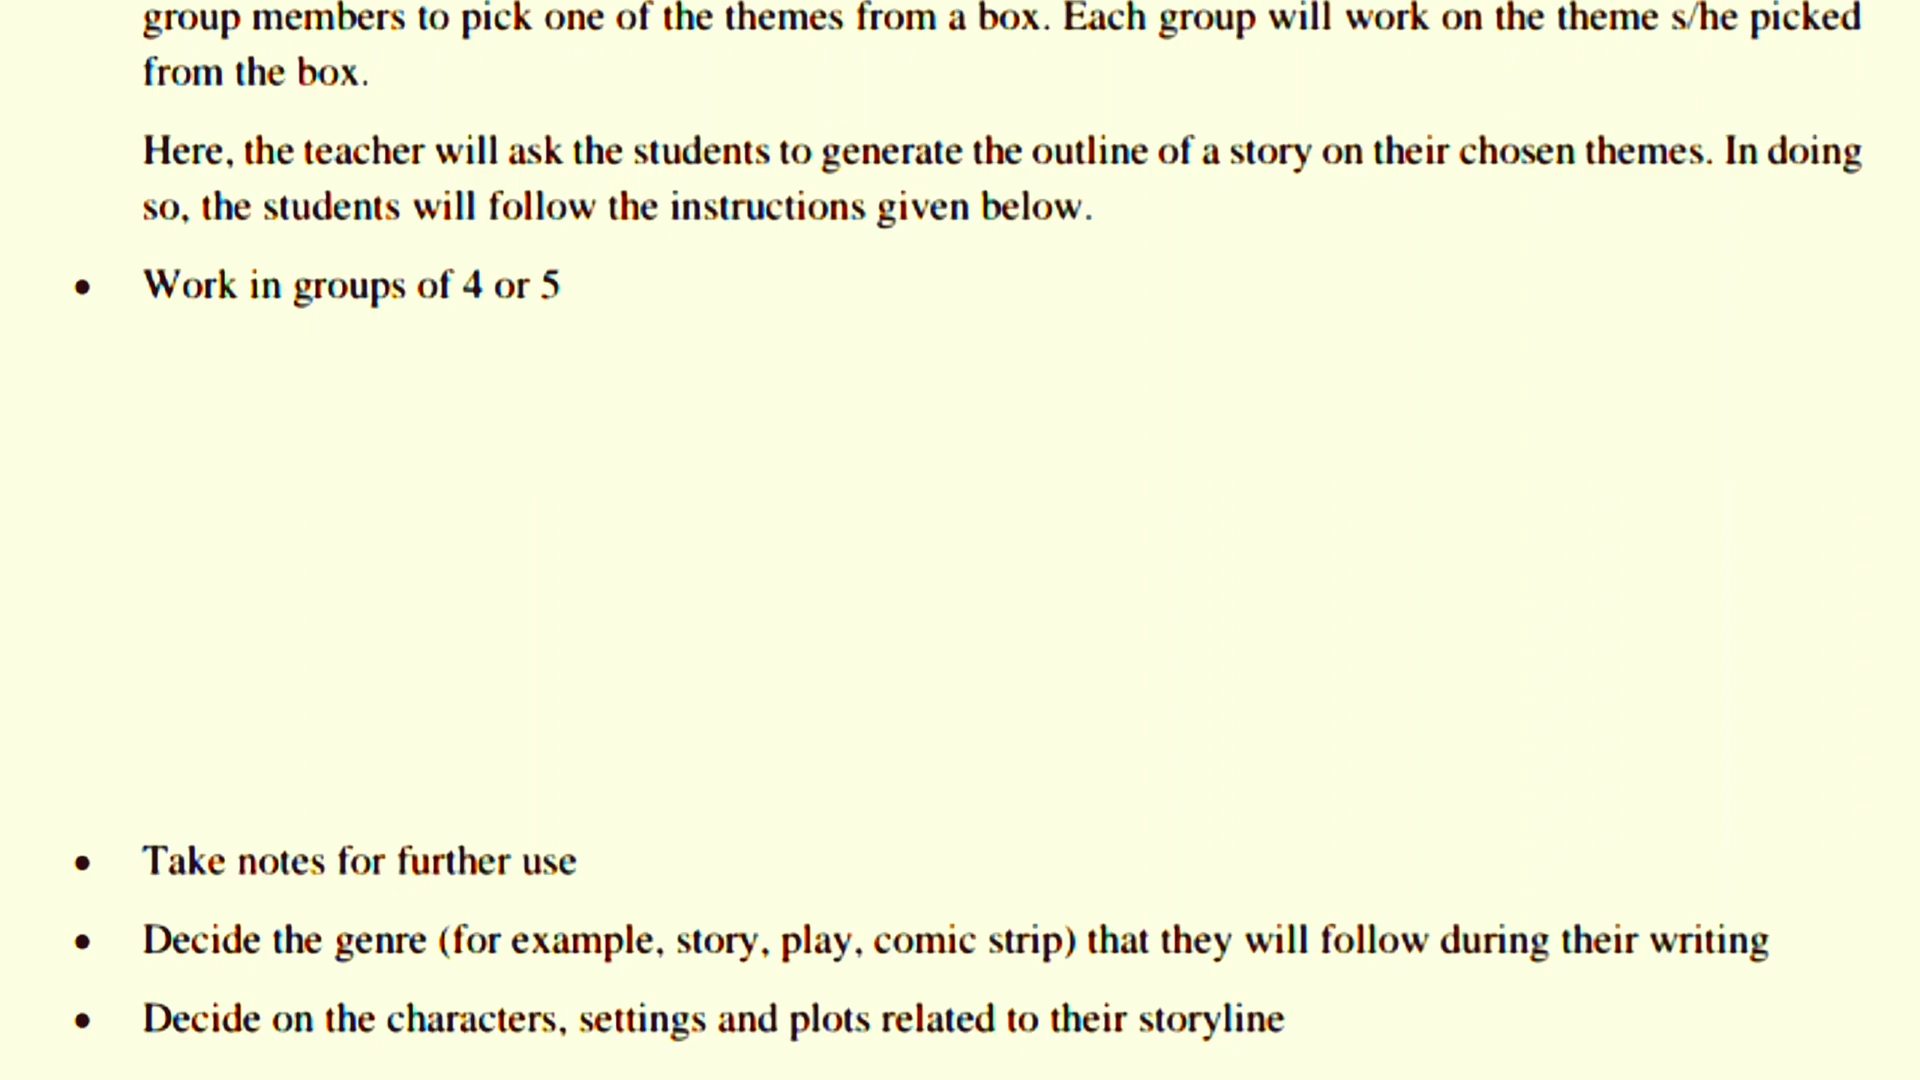 group members to pick one of the themes from a box. Each group will work on the theme s/he picked
from the box.
Here, the teacher will ask the students to generate the outline of a story on their chosen themes. In doing
so, the students will follow the instructions given below.
• Work in groups of 4 or 5
• Take notes for further use
• Decide the genre (for example, story, play, comic strip) that they will follow during their writing
• Decide on the characters, settings and plots related to their storyline